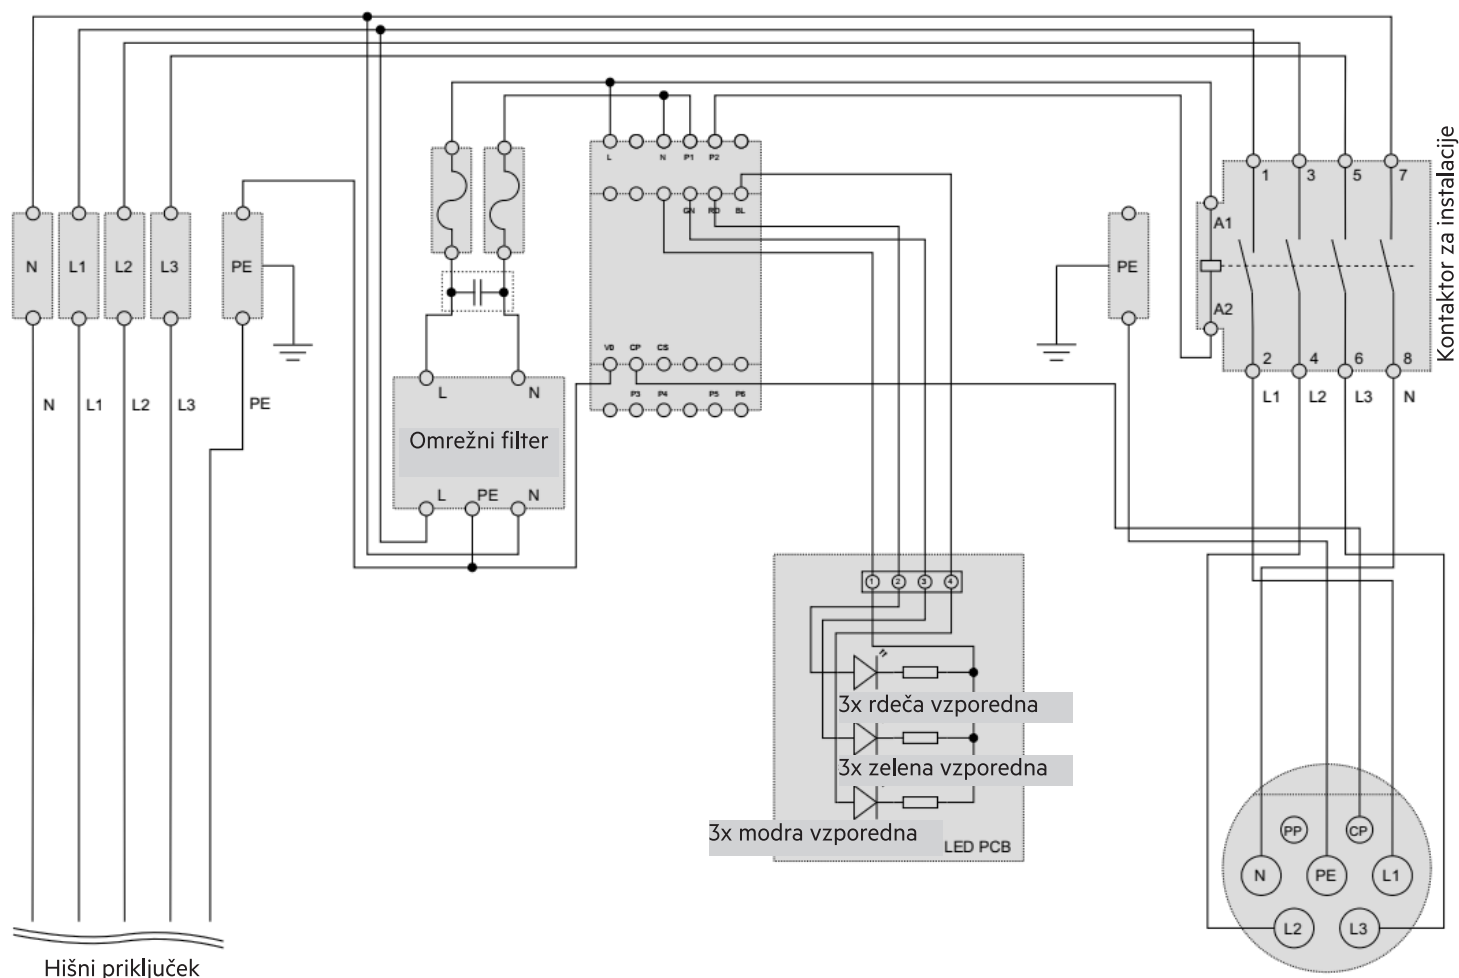 L
N
P1
P2
GN
RD
BL
V0
CP
CS
P3
P4
P5
P6
N
L1
L2
L3
PE
N
L1
L2
L3
PE
L
N
Omrežni filter
L
PE
N
PE
A1
A2
1
3
5
7
2
4
6
8
L1
L2
L3
N
Kontaktor za instalacije
1
2
3
4
3x rdeča vzporedna
3x zelena vzporedna
3x modra vzporedna
LED PCB
PP
CP
N
PE
L1
L2
L3
Hišni priključek